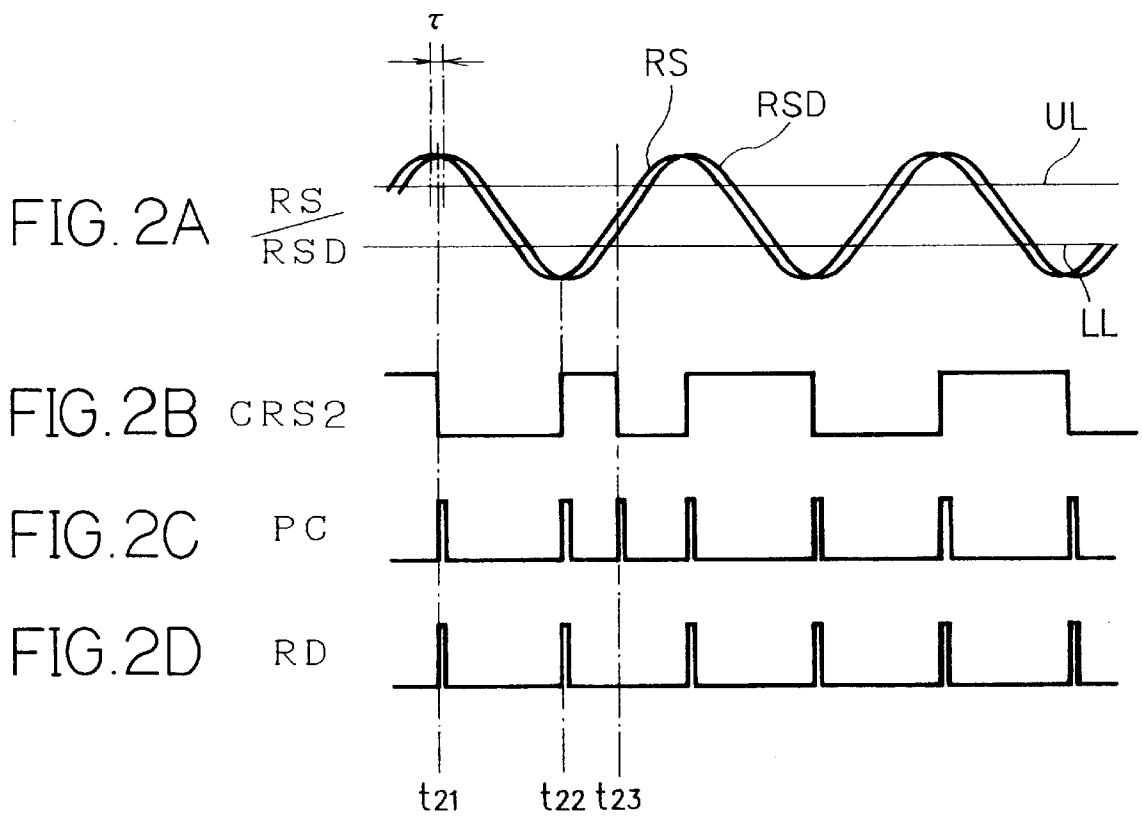 τ
RS
RSD
UL
FIG. 2A
RS
RSD
LL
FIG. 2B CRS2
FIG. 2C PC
FIG. 2D RD
t21 t22 t23